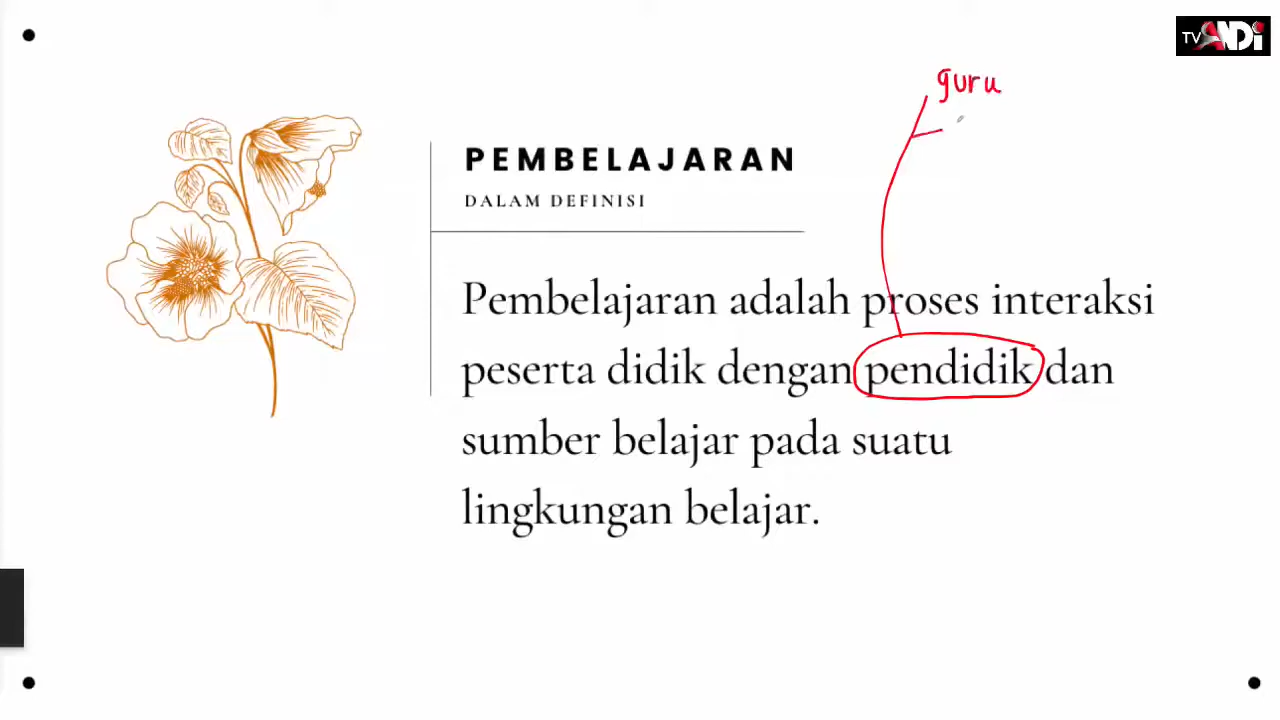 TV ANDi
guru
PEMBELAJARAN
DALAM DEFINISI
Pembelajaran adalah proses interaksi
peserta didik dengan pendidik dan
sumber belajar pada suatu
lingkungan belajar.